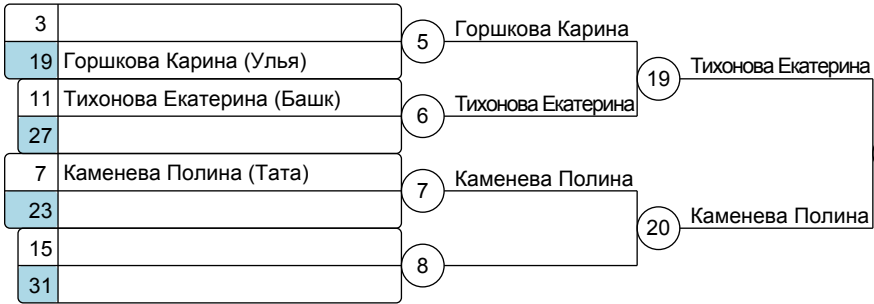 3
19 Горшкова Карина (Улья)
11 Тихонова Екатерина (Башк)
27
7 Каменева Полина (Тата)
23
15
31
5
Горшкова Карина
6
Тихонова Екатерина
7
Каменева Полина
8
19
Тихонова Екатерина
20
Каменева Полина